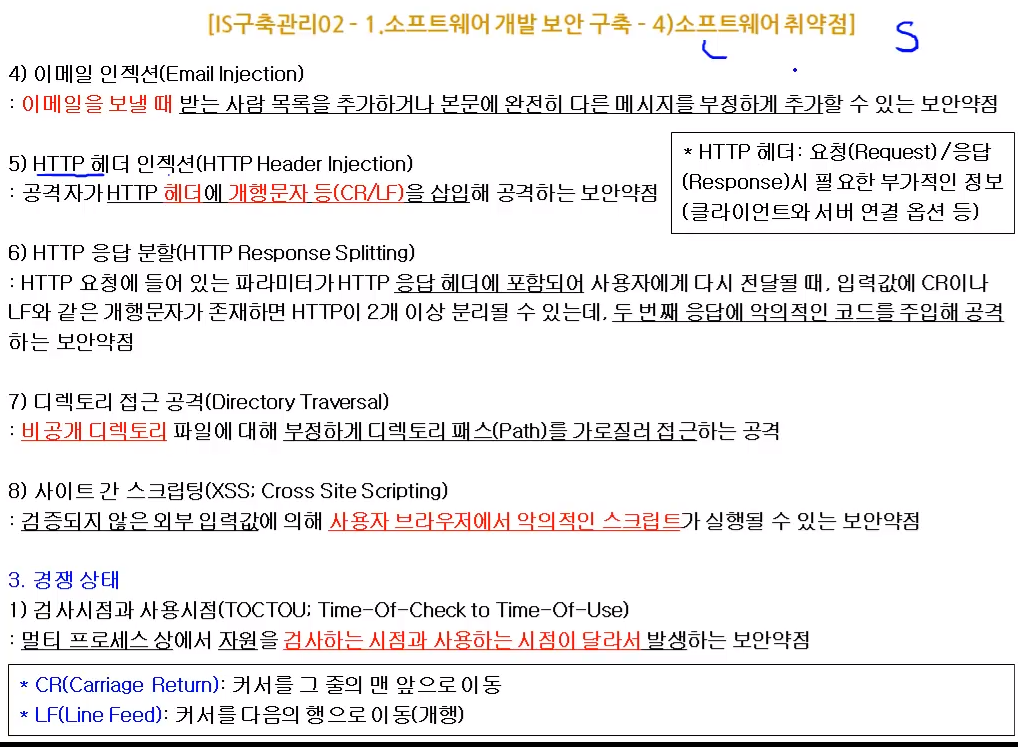 [IS구축관리02 - 1.소프트웨어 개발 보안 구축 - 4)소프트웨어 취약점]
S
4) 이메일 인젝션(Email Injection)
: 이메일을 보낼 때 받는 사람 목록을 추가하거나 본문에 완전히 다른 메시지를 부정하게 추가할 수 있는 보안약점
5) HTTP 헤더 인젝션(HTTP Header Injection)
: 공격자가 HTTP 헤더에 개행문자 등(CR/LF)을 삽입해 공격하는 보안약점
* HTTP 헤더: 요청(Request)/응답
(Response)시 필요한 부가적인 정보
(클라이언트와 서버 연결 옵션 등)
6) HTTP 응답 분할(HTTP Response Splitting)
: HTTP 요청에 들어 있는 파라미터가 HTTP 응답 헤더에 포함되어 사용자에게 다시 전달될 때, 입력값에 CR이나
LF와 같은 개행문자가 존재하면 HTTP이 2개 이상 분리될 수 있는데, 두 번째 응답에 악의적인 코드를 주입해 공격
하는 보안약점
7) 디렉토리 접근 공격(Directory Traversal)
: 비공개 디렉토리 파일에 대해 부정하게 디렉토리 패스(Path)를 가로질러 접근하는 공격
8) 사이트 간 스크립팅(XSS; Cross Site Scripting)
: 검증되지 않은 외부 입력값에 의해 사용자 브라우저에서 악의적인 스크립트가 실행될 수 있는 보안약점
3. 경쟁 상태
1) 검사시점과 사용시점(TOCTOU; Time-Of-Check to Time-Of-Use)
: 멀티 프로세스 상에서 자원을 검사하는 시점과 사용하는 시점이 달라서 발생하는 보안약점
* CR(Carriage Return): 커서를 그 줄의 맨 앞으로 이동
* LF(Line Feed): 커서를 다음의 행으로 이동(개행)